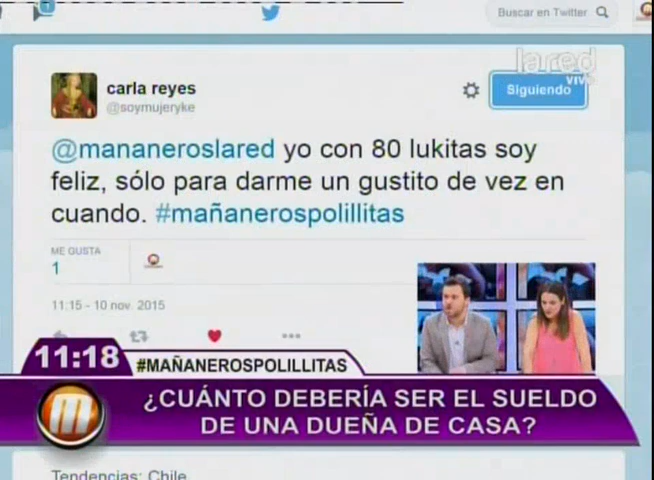 Buscar en Twitter
lared
VIVO
carla reyes
@soymujeryke
Siguiendo
@mananeroslared yo con 80 lukitas soy
feliz, sólo para darme un gustito de vez en
cuando. #mañanerospolillitas
ME GUSTA
1
11:15 - 10 nov. 2015
11:18
#MAÑANEROSPOLILLITAS
m
¿CUÁNTO DEBERÍA SER EL SUELDO
DE UNA DUEÑA DE CASA?
Tendencias: Chile